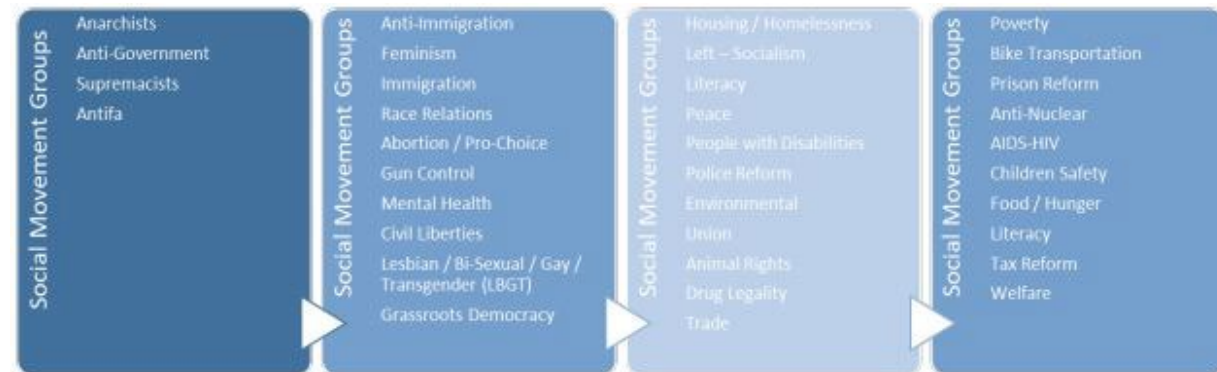 Social Movement Groups
Anarchists
Anti-Government
Supremacists
Antifa
Social Movement Groups
Anti-Immigration
Feminism
Immigration
Race Relations
Abortion / Pro-Choice
Gun Control
Mental Health
Civil Liberties
Lesbian / Bi-Sexual / Gay /
Transgender (LBGT)
Grassroots Democracy
Social Movement Groups
Housing / Homelessness
Left – Socialism
Literacy
Peace
People with Disabilities
Police Reform
Environmental
Union
Animal Rights
Drug Legality
Trade
Social Movement Groups
Poverty
Bike Transportation
Prison Reform
Anti-Nuclear
AIDS-HIV
Children Safety
Food / Hunger
Literacy
Tax Reform
Welfare